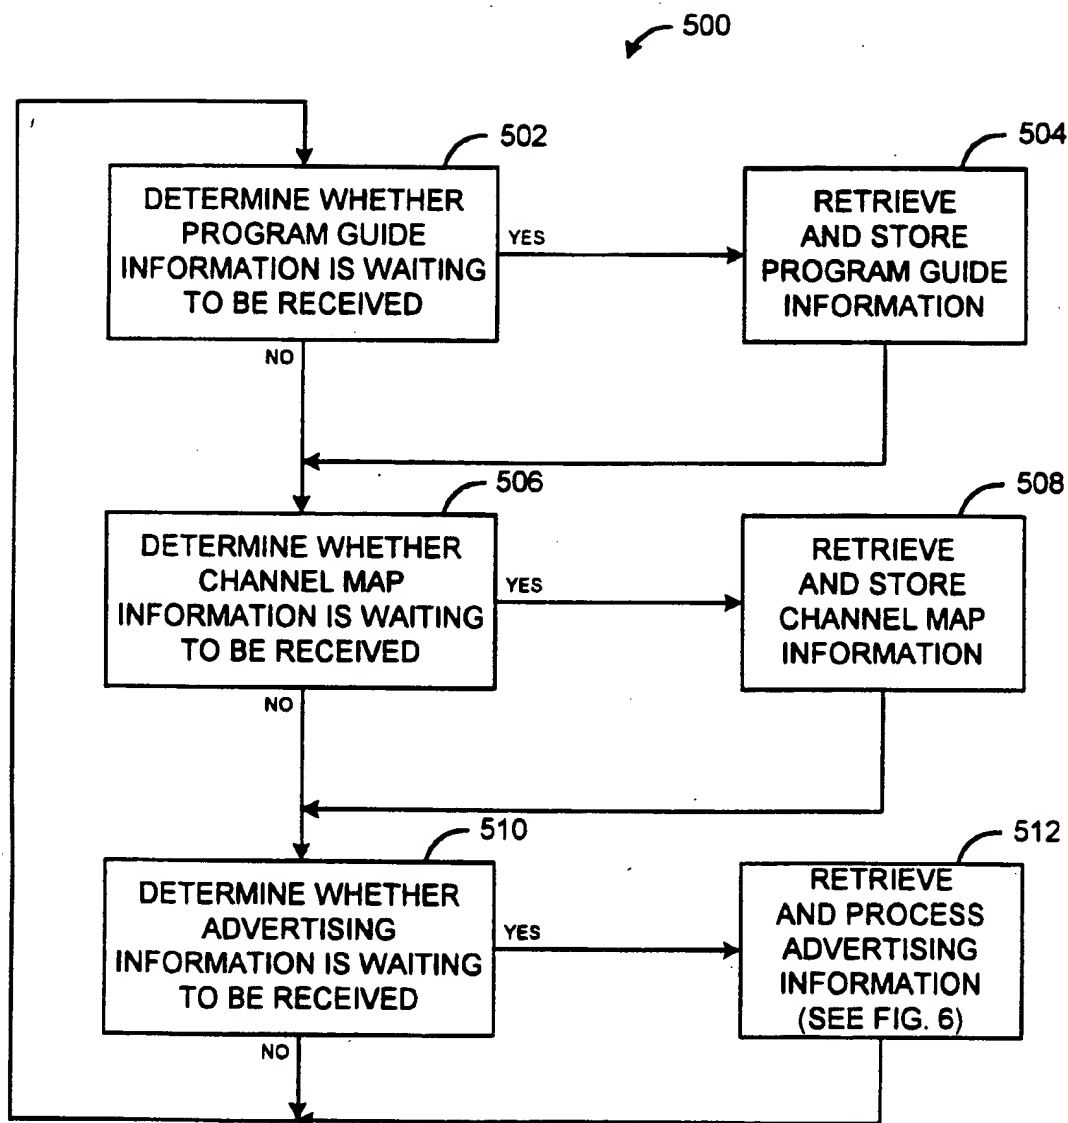 500
502
DETERMINE WHETHER
PROGRAM GUIDE
INFORMATION IS WAITING
TO BE RECEIVED
YES
NO
504
RETRIEVE
AND STORE
PROGRAM GUIDE
INFORMATION
506
DETERMINE WHETHER
CHANNEL MAP
INFORMATION IS WAITING
TO BE RECEIVED
YES
NO
508
RETRIEVE
AND STORE
CHANNEL MAP
INFORMATION
510
DETERMINE WHETHER
ADVERTISING
INFORMATION IS WAITING
TO BE RECEIVED
YES
NO
512
RETRIEVE
AND PROCESS
ADVERTISING
INFORMATION
(SEE FIG. 6)